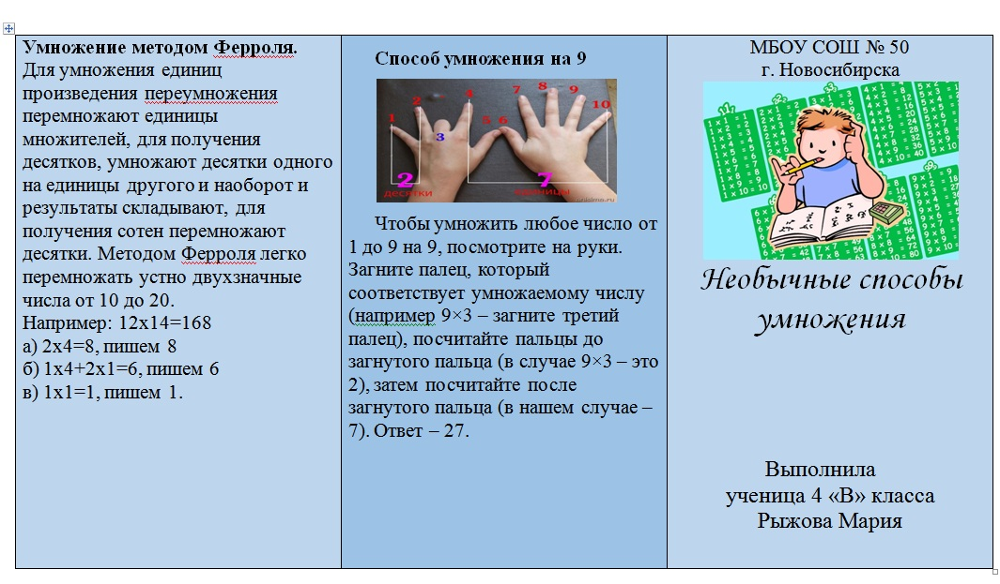 Умножение методом Ферроля.
Для умножения единиц
произведения переумножения
перемножают единицы
множителей, для получения
десятков, умножают десятки одного
на единицы другого и наоборот и
результаты складывают, для
получения сотен перемножают
десятки. Методом Ферроля легко
перемножать устно двухзначные
числа от 10 до 20.
Например: 12х14=168
а) 2х4=8, пишем 8
б) 1х4+2х1=6, пишем 6
в) 1х1=1, пишем 1.
Способ умножения на 9
1 2 3 4 5 6 7 8 9 10
2 7
десятки единицы
Чтобы умножить любое число от
1 до 9 на 9, посмотрите на руки.
Загните палец, который
соответствует умножаемому числу
(например 9×3 – загните третий
палец), посчитайте пальцы до
загнутого пальца (в случае 9×3 – это
2), затем посчитайте после
загнутого пальца (в нашем случае –
7). Ответ – 27.
МБОУ СОШ № 50
г. Новосибирска
Необычные способы
умножения
Выполнила
ученица 4 «В» класса
Рыжова Мария